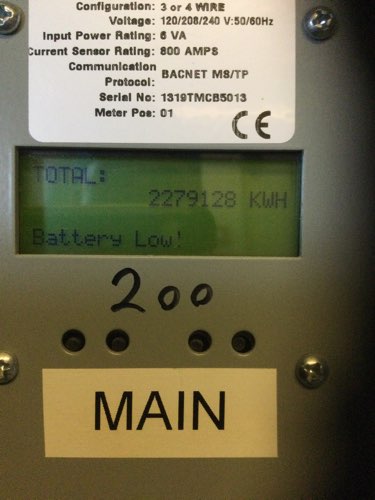 Configuration: 3 or 4 WIRE
Voltage: 120/208/240 V:50/60Hz
Input Power Rating: 6 VA
Current Sensor Rating: 800 AMPS
Communication
Protocol: BACNET MS/TP
Serial No: 1319TMCB5013
Meter Pos: 01
CE
TOTAL:
2279128 KWH
Battery Low!
200
MAIN